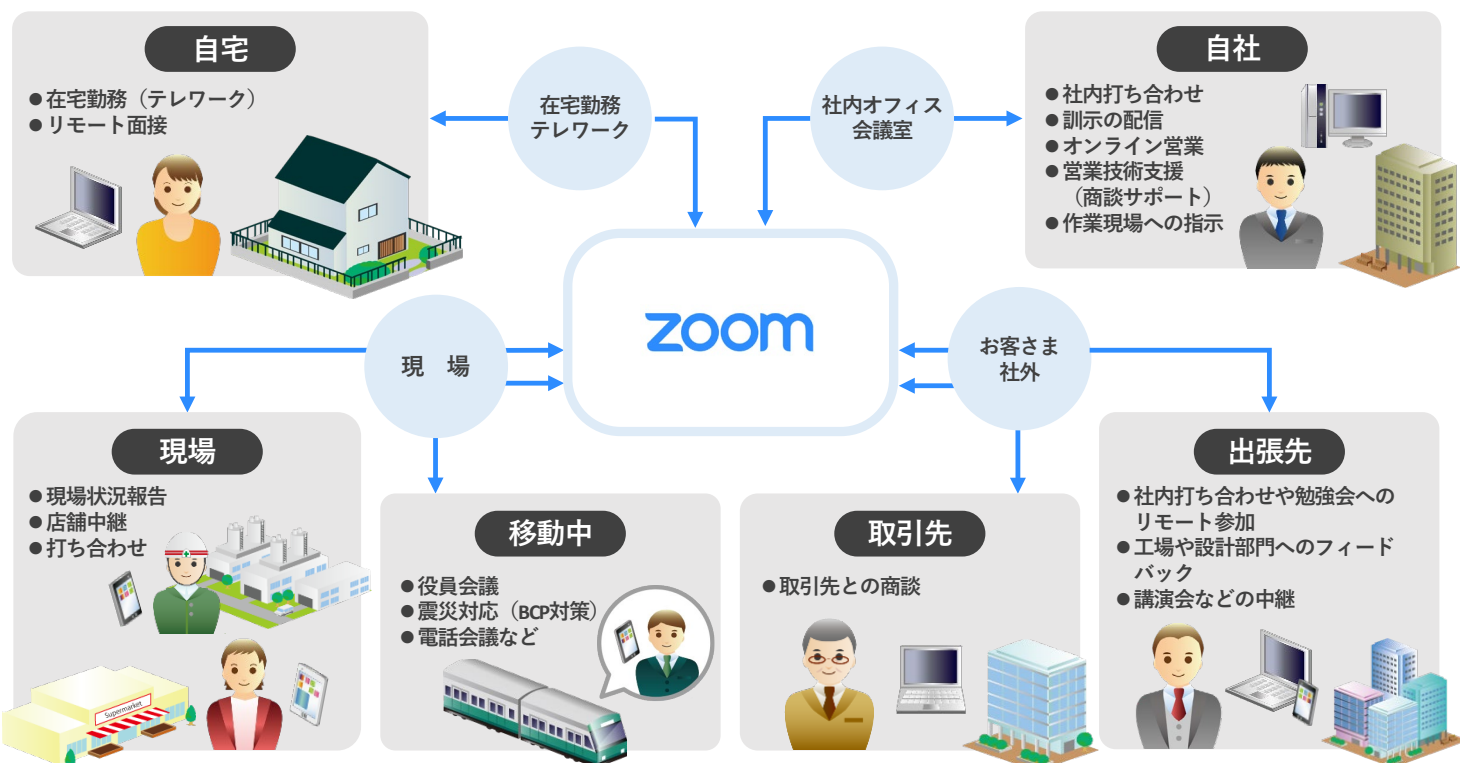 自宅
●在宅勤務（テレワーク）
●リモート面接
在宅勤務
テレワーク
社内オフィス
会議室
自社
●社内打ち合わせ
●訓示の配信
●オンライン営業
●営業技術支援
（商談サポート）
●作業現場への指示
zoom
現　場
お客さま
社外
現場
●現場状況報告
●店舗中継
●打ち合わせ
Supermarket
移動中
●役員会議
●震災対応（BCP対策）
●電話会議など
取引先
●取引先との商談
出張先
●社内打ち合わせや勉強会への
リモート参加
●工場や設計部門へのフィード
バック
●講演会などの中継